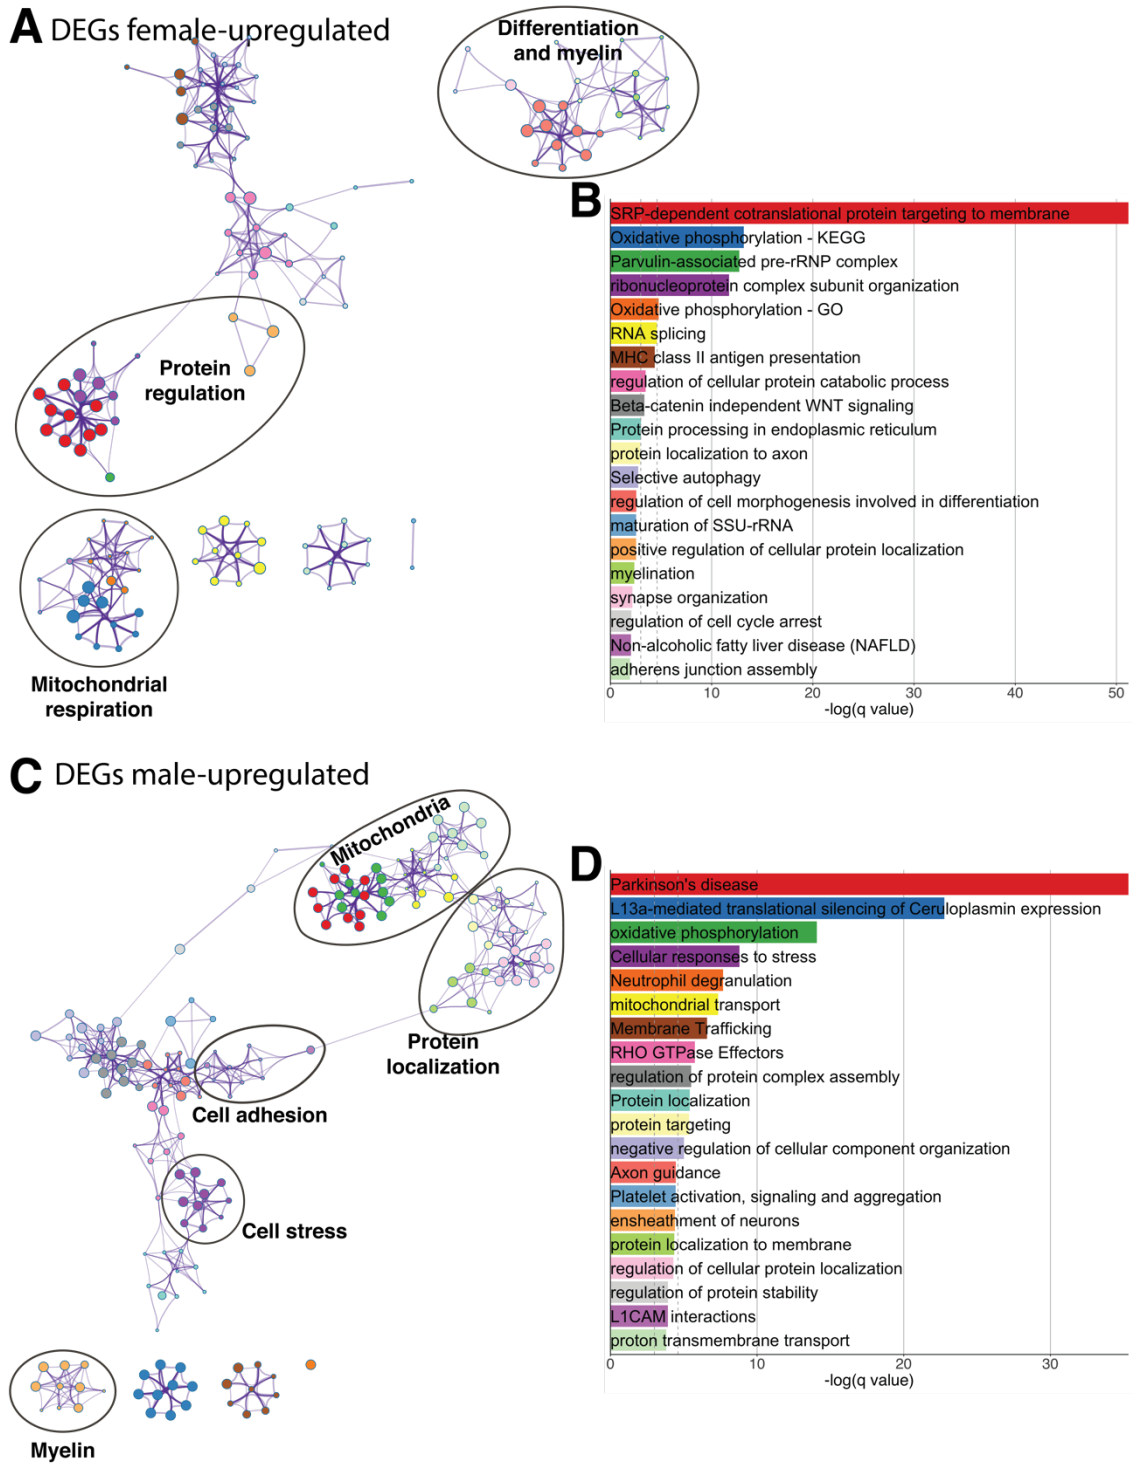 A DEGs female-upregulated
Differentiation
and myelin
Protein
regulation
Mitochondrial
respiration
B
SRP-dependent cotranslational protein targeting to membrane
Oxidative phosphorylation - KEGG
Parvulin-associated pre-rRNP complex
ribonucleoprotein complex subunit organization
Oxidative phosphorylation - GO
RNA splicing
MHC class II antigen presentation
regulation of cellular protein catabolic process
Beta-catenin independent WNT signaling
Protein processing in endoplasmic reticulum
protein localization to axon
Selective autophagy
regulation of cell morphogenesis involved in differentiation
maturation of SSU-rRNA
positive regulation of cellular protein localization
myelination
synapse organization
regulation of cell cycle arrest
Non-alcoholic fatty liver disease (NAFLD)
adherens junction assembly
0 10 20 30 40 50
-log(q value)
C DEGs male-upregulated
Mitochondria
Protein
localization
Cell adhesion
Cell stress
Myelin
D
Parkinson's disease
L13a-mediated translational silencing of Ceruloplasmin expression
oxidative phosphorylation
Cellular responses to stress
Neutrophil degranulation
mitochondrial transport
Membrane Trafficking
RHO GTPase Effectors
regulation of protein complex assembly
Protein localization
protein targeting
negative regulation of cellular component organization
Axon guidance
Platelet activation, signaling and aggregation
ensheathment of neurons
protein localization to membrane
regulation of cellular protein localization
regulation of protein stability
L1CAM interactions
proton transmembrane transport
0 10 20 30
-log(q value)